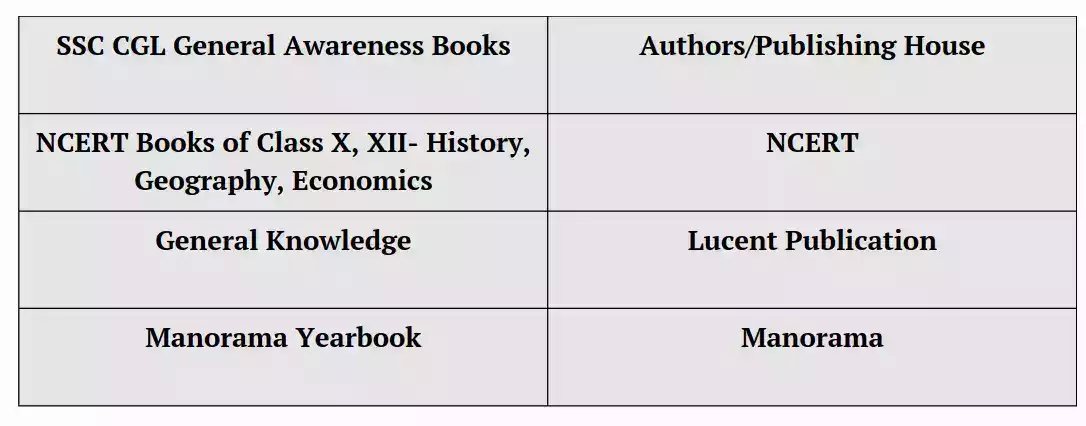 SSC CGL General Awareness Books
Authors/Publishing House
NCERT Books of Class X, XII- History,
Geography, Economics
NCERT
General Knowledge
Lucent Publication
Manorama Yearbook
Manorama